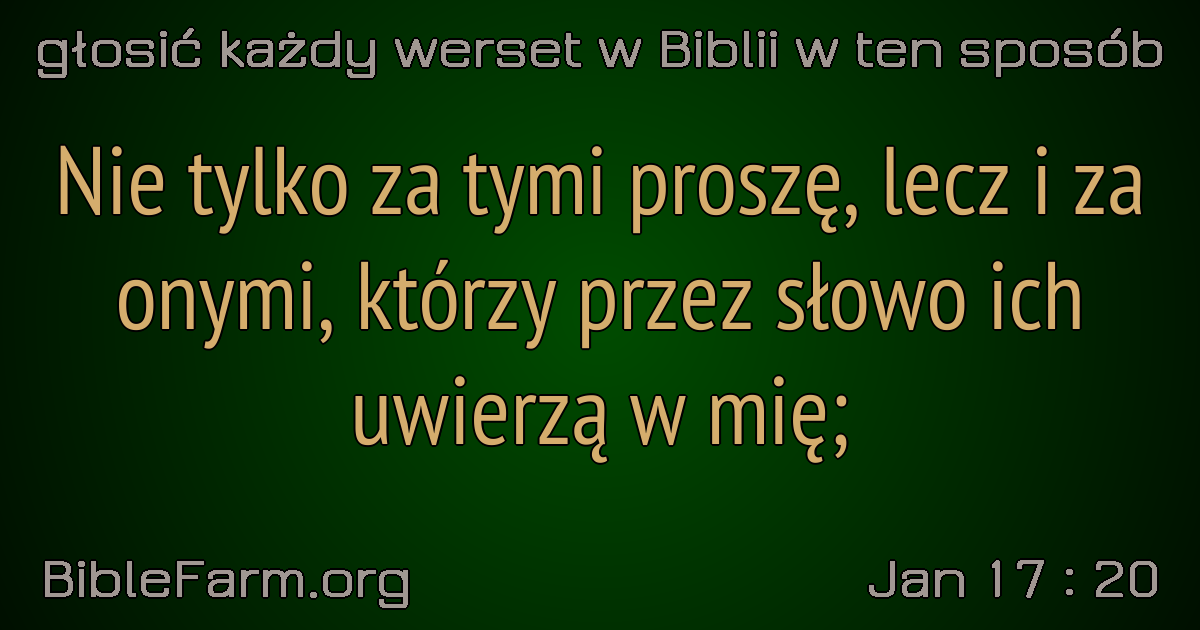 głosić każdy werset w Biblii w ten sposób
Nie tylko za tymi proszę, lecz i za
onymi, którzy przez słowo ich
uwierzą w mię;
BibleFarm.org
Jan 17 : 20